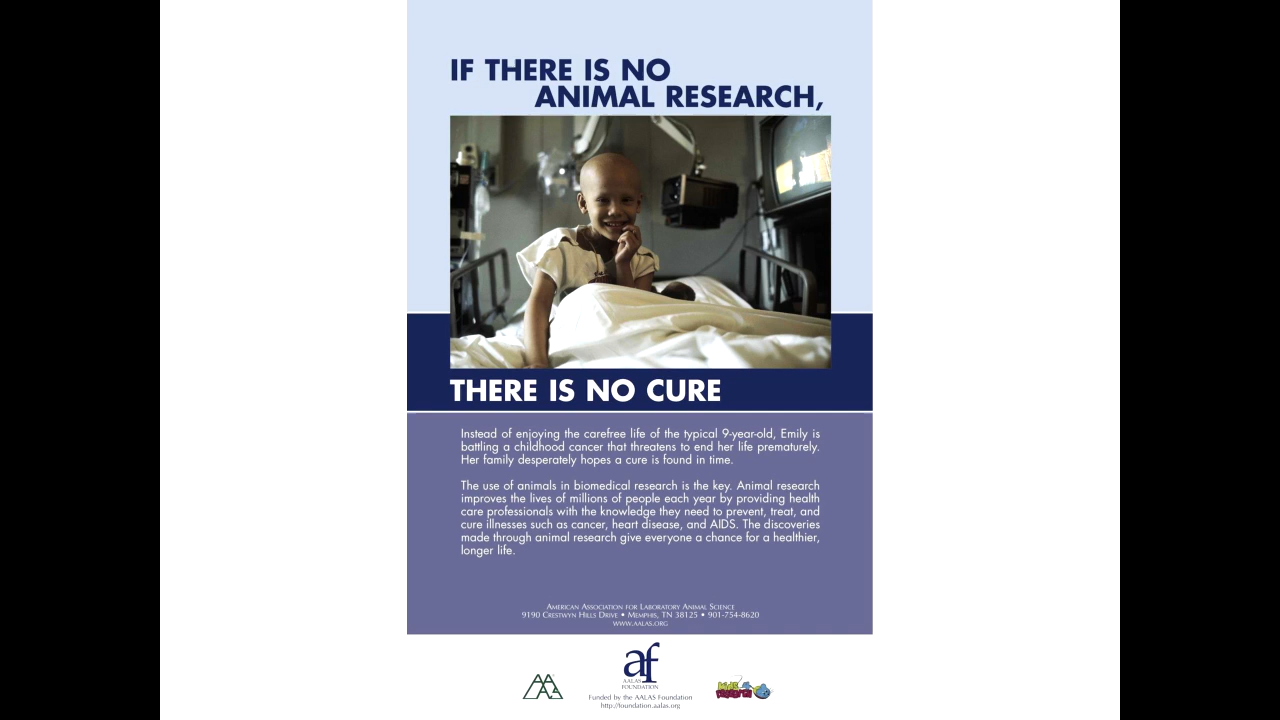 IF THERE IS NO
ANIMAL RESEARCH,
THERE IS NO CURE
Instead of enjoying the carefree life of the typical 9-year-old, Emily is
battling a childhood cancer that threatens to end her life prematurely.
Her family desperately hopes a cure is found in time.
The use of animals in biomedical research is the key. Animal research
improves the lives of millions of people each year by providing health
care professionals with the knowledge they need to prevent, treat, and
cure illnesses such as cancer, heart disease, and AIDS. The discoveries
made through animal research give everyone a chance for a healthier,
longer life.
American Association for Laboratory Animal Science
9190 Crestwyn Hills Drive • Memphis, TN 38125 • 901-754-8620
www.aalas.org
af
AALAS
FOUNDATION
Funded by the AALAS Foundation
http://foundation.aalas.org